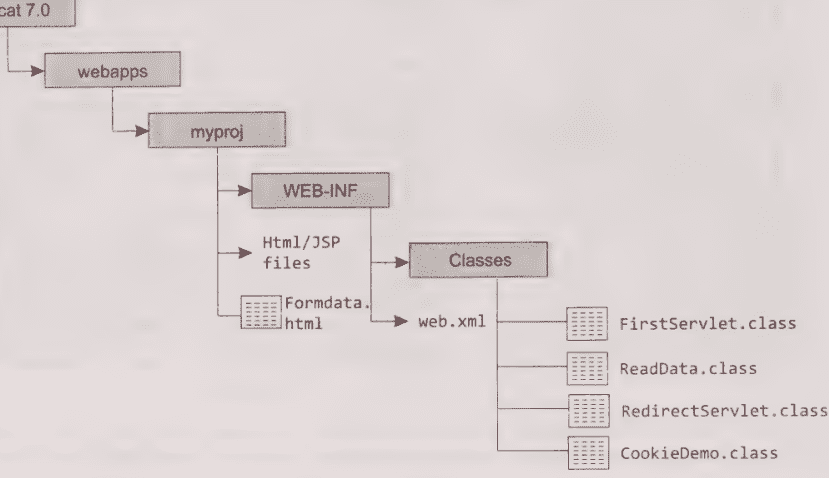 cat 7.0
webapps
myproj
WEB-INF
Html/JSP
files
Classes
Formdata.
html
web.xml
FirstServlet.class
ReadData.class
RedirectServlet.class
CookieDemo.class